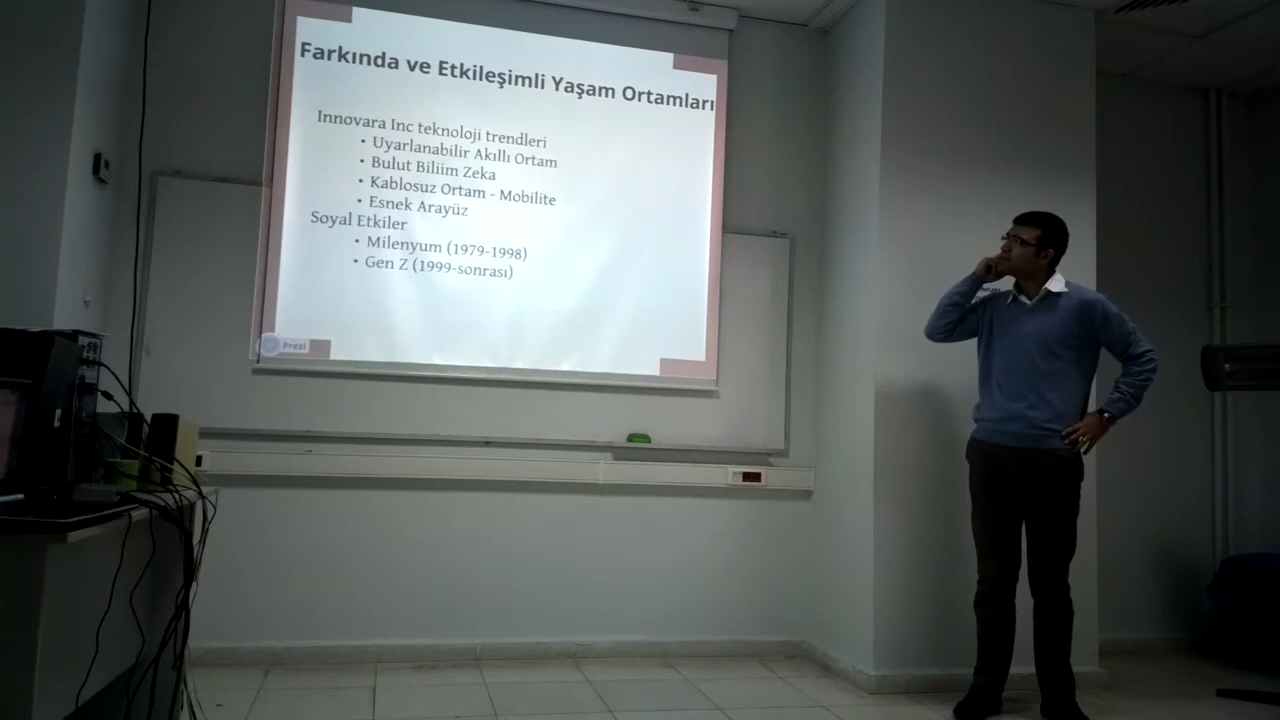 Farkında ve Etkileşimli Yaşam Ortamları
Innovara Inc teknoloji trendleri
• Uyarlanabilir Akıllı Ortam
• Bulut Biliim Zeka
• Kablosuz Ortam - Mobilite
• Esnek Arayüz
Soyal Etkiler
• Milenyum (1979-1998)
• Gen Z (1999-sonrası)
Prezi